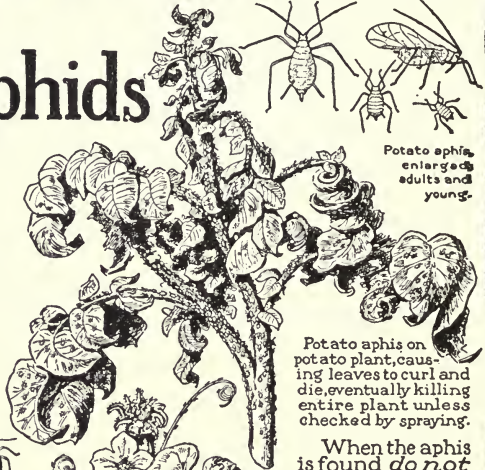 phids
Potato aphis,
enlarged;
adults and
young.
Potato aphis on
potato plant, caus-
ing leaves to curl and
die, eventually killing
entire plant unless
checked by spraying.
When the aphis
is found do not